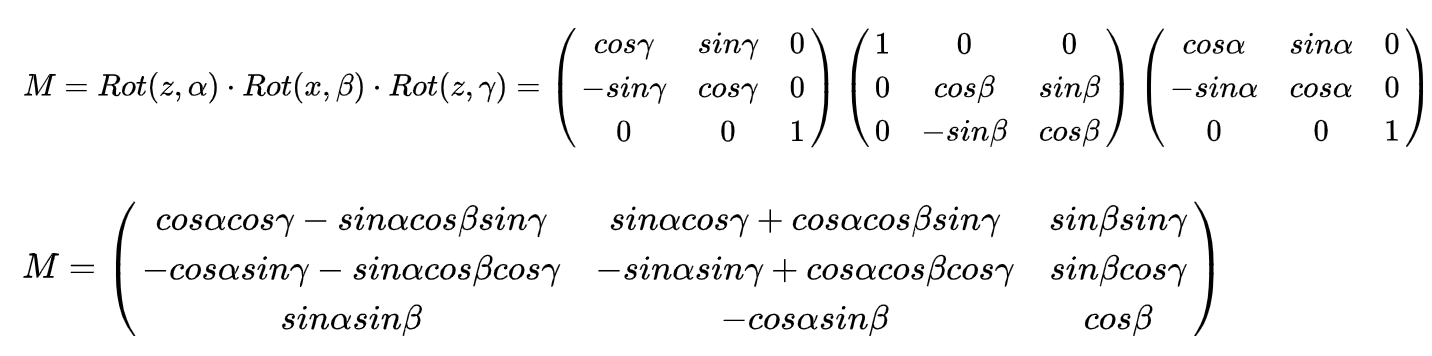 M = Rot(z, α) · Rot(x, β) · Rot(z, γ) = ( cosγ sinγ 0 ) ( 1 0 0 ) ( cosα sinα 0 )
( −sinγ cosγ 0 ) ( 0 cosβ sinβ ) ( −sinα cosα 0 )
( 0 0 1 ) ( 0 −sinβ cosβ ) ( 0 0 1 )
M = ( cosαcosγ − sinαcosβsinγ sinαcosγ + cosαcosβsinγ sinβsinγ )
( −cosαsinγ − sinαcosβcosγ −sinαsinγ + cosαcosβcosγ sinβcosγ )
( sinαsinβ −cosαsinβ cosβ )